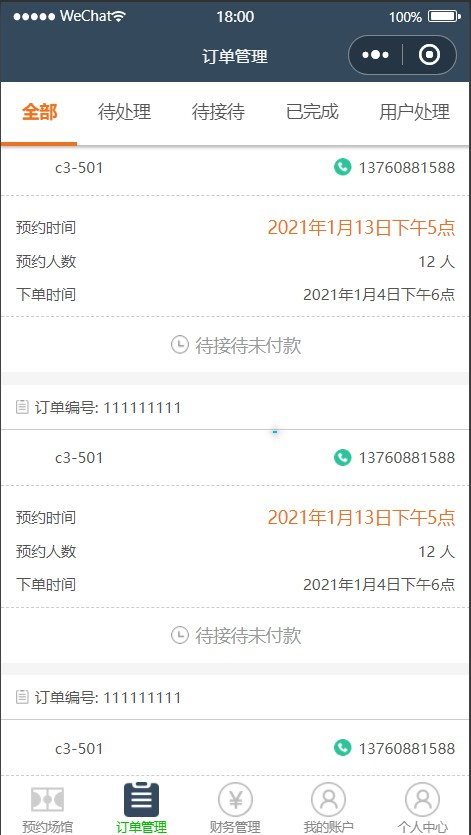 WeChat 18:00 100%
订单管理
全部 待处理 待接待 已完成 用户处理
c3-501 13760881588
预约时间 2021年1月13日下午5点
预约人数 12 人
下单时间 2021年1月4日下午6点
待接待未付款
订单编号: 111111111
c3-501 13760881588
预约时间 2021年1月13日下午5点
预约人数 12 人
下单时间 2021年1月4日下午6点
待接待未付款
订单编号: 111111111
c3-501 13760881588
预约场馆 订单管理 财务管理 我的账户 个人中心